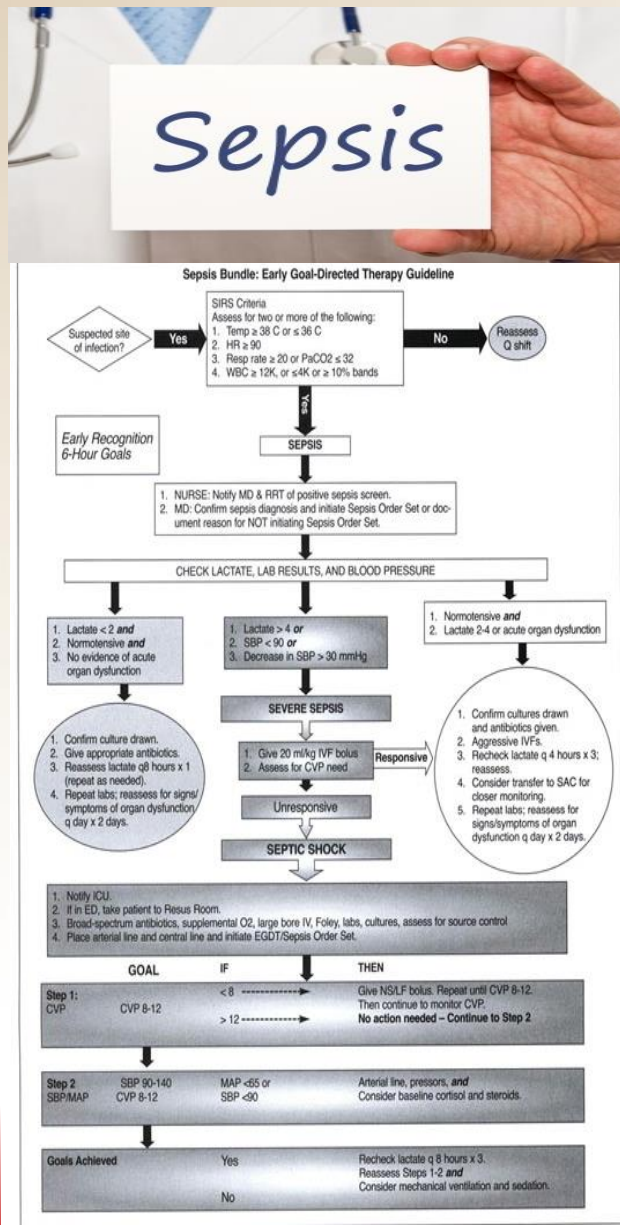 Sepsis
Sepsis Bundle: Early Goal-Directed Therapy Guideline
Suspected site
of infection?
Yes
SIRS Criteria
Assess for two or more of the following:
1. Temp ≥ 38 C or ≤ 36 C
2. HR ≥ 90
3. Resp rate ≥ 20 or PaCO2 ≤ 32
4. WBC ≥ 12K, or ≤4K or ≥ 10% bands
No
Reassess
Q shift
Yes
Early Recognition
6-Hour Goals
SEPSIS
1. NURSE: Notify MD & RRT of positive sepsis screen.
2. MD: Confirm sepsis diagnosis and initiate Sepsis Order Set or doc-
ument reason for NOT initiating Sepsis Order Set.
CHECK LACTATE, LAB RESULTS, AND BLOOD PRESSURE
1. Lactate < 2 and
2. Normotensive and
3. No evidence of acute
organ dysfunction
1. Lactate > 4 or
2. SBP < 90 or
3. Decrease in SBP > 30 mmHg
1. Normotensive and
2. Lactate 2-4 or acute organ dysfunction
1. Confirm culture drawn.
2. Give appropriate antibiotics.
3. Reassess lactate q8 hours x 1
(repeat as needed).
4. Repeat labs; reassess for signs/
symptoms of organ dysfunction
q day x 2 days.
SEVERE SEPSIS
1. Give 20 ml/kg IVF bolus
2. Assess for CVP need
Responsive
1. Confirm cultures drawn
and antibiotics given.
2. Aggressive IVFs.
3. Recheck lactate q 4 hours x 3;
reassess.
4. Consider transfer to SAC for
closer monitoring.
5. Repeat labs; reassess for
signs/symptoms of organ
dysfunction q day x 2 days.
Unresponsive
SEPTIC SHOCK
1. Notify ICU.
2. If in ED, take patient to Resus Room.
3. Broad-spectrum antibiotics, supplemental O2, large bore IV, Foley, labs, cultures, assess for source control
4. Place arterial line and central line and initiate EGDT/Sepsis Order Set.
GOAL IF THEN
Step 1:
CVP CVP 8-12
< 8 Give NS/LF bolus. Repeat until CVP 8-12.
Then continue to monitor CVP.
> 12 No action needed – Continue to Step 2
Step 2 SBP 90-140 MAP <65 or Arterial line, pressors, and
SBP/MAP CVP 8-12 SBP <90 Consider baseline cortisol and steroids.
Goals Achieved Yes Recheck lactate q 8 hours x 3.
Reassess Steps 1-2 and
No Consider mechanical ventilation and sedation.